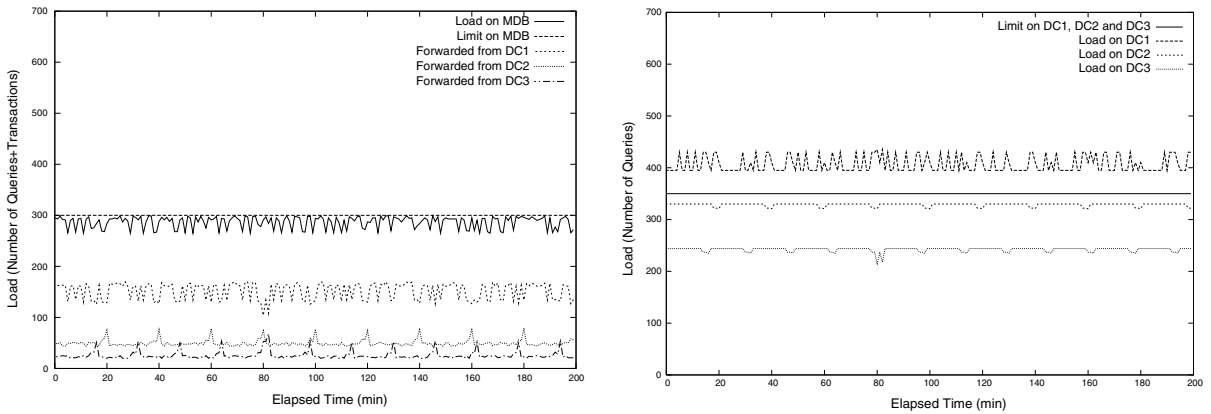 700
600
500
400
300
200
100
0
Load (Number of Queries+Transactions)
Load on MDB
Limit on MDB
Forwarded from DC1
Forwarded from DC2
Forwarded from DC3
0 20 40 60 80 100 120 140 160 180 200
Elapsed Time (min)
700
600
500
400
300
200
100
0
Load (Number of Queries)
Limit on DC1, DC2 and DC3
Load on DC1
Load on DC2
Load on DC3
0 20 40 60 80 100 120 140 160 180 200
Elapsed Time (min)